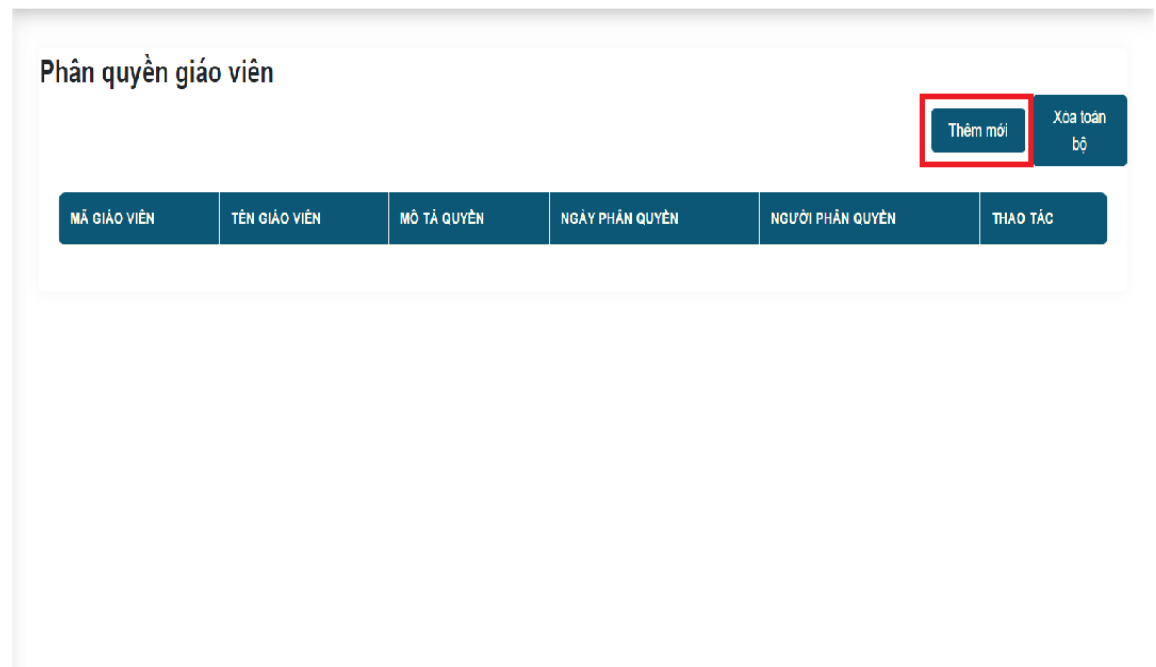 Phân quyền giáo viên
Thêm mới
Xóa toàn
bộ
MÃ GIÁO VIÊN TÊN GIÁO VIÊN MÔ TẢ QUYỀN NGÀY PHÂN QUYỀN NGƯỜI PHÂN QUYỀN THAO TÁC